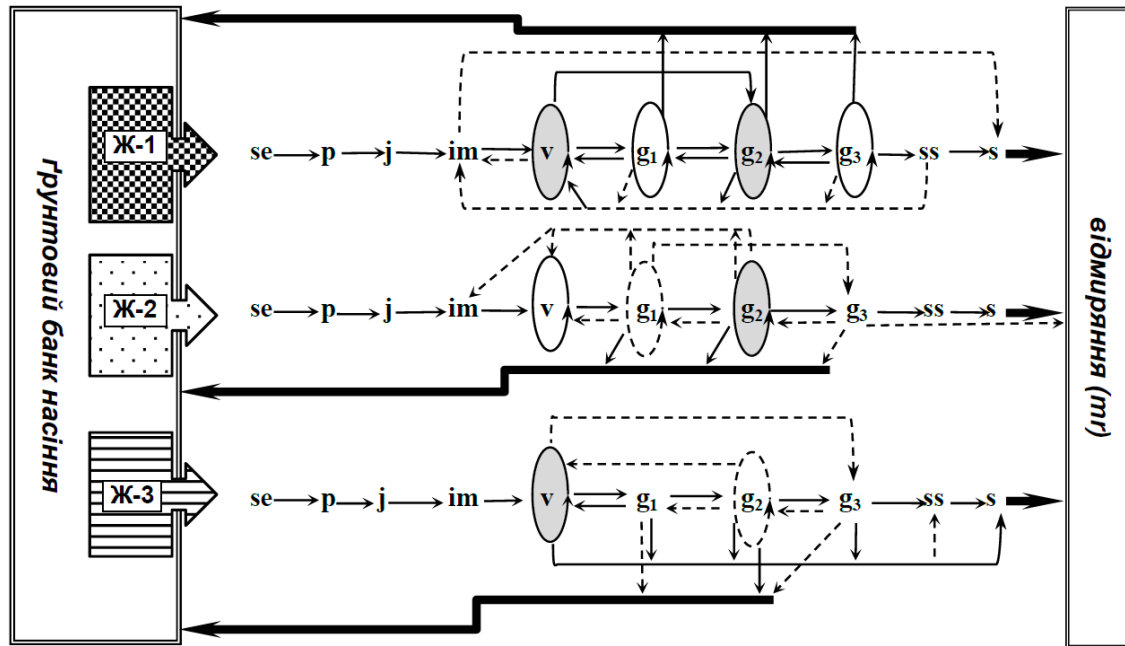 Ґрунтовий банк насіння
Ж-1
se p j im v g₁ g₂ g₃ ss s
Ж-2
se p j im v g₁ g₂ g₃ ss s
Ж-3
se p j im v g₁ g₂ g₃ ss s
відмиряння (mr)